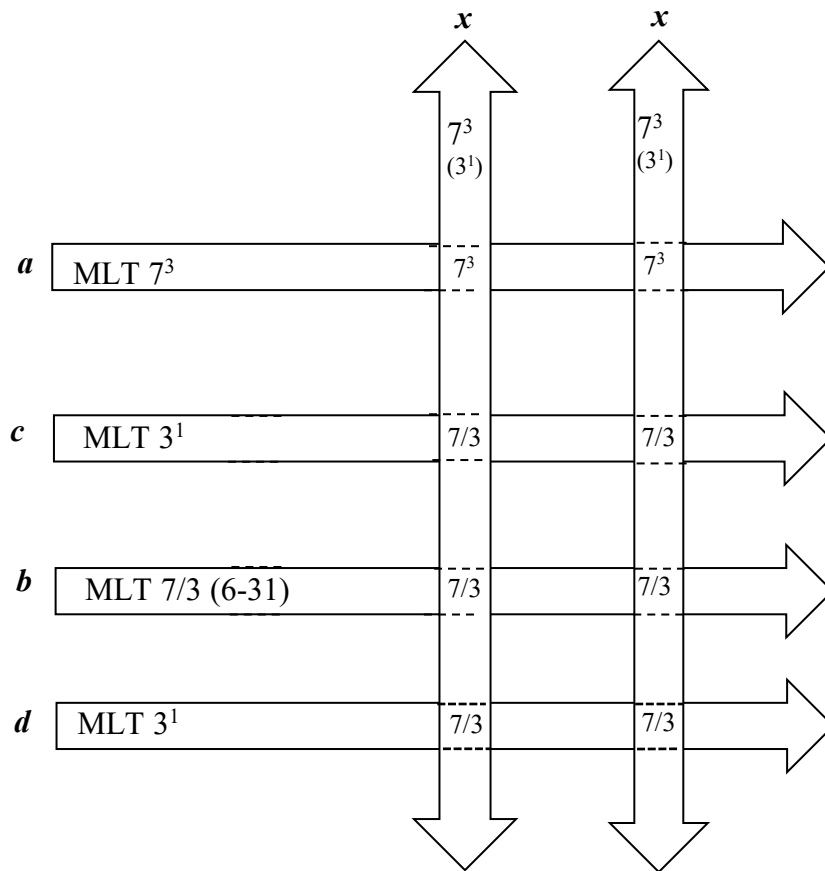 x x
7³ 7³
(3¹) (3¹)
a MLT 7³ 7³ 7³
c MLT 3¹ 7/3 7/3
b MLT 7/3 (6-31) 7/3 7/3
d MLT 3¹ 7/3 7/3